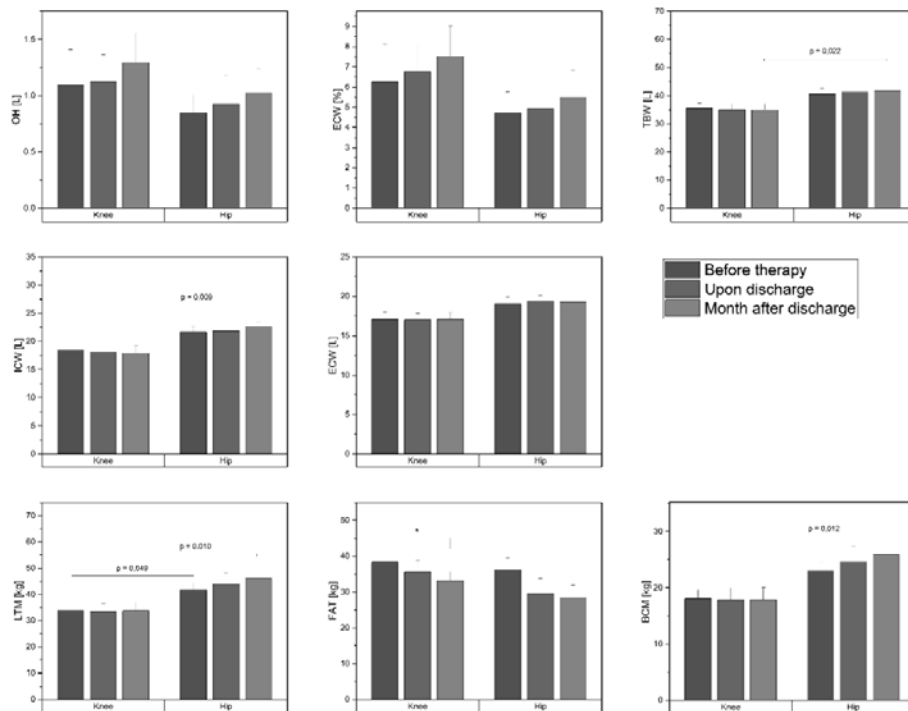 OH [L]
1.5
1.0
0.5
0.0
Knee
Hip
ECW [%]
9
8
7
6
5
4
3
2
1
0
Knee
Hip
TBW [L]
70
60
50
40
30
20
10
0
p = 0,022
Knee
Hip
ICW [L]
35
30
25
20
15
10
5
0
p = 0.009
Knee
Hip
ECW [L]
25
20
15
10
5
0
Knee
Hip
Before therapy
Upon discharge
Month after discharge
LTM [kg]
75
70
60
50
40
30
20
10
0
p = 0,010
p = 0,049
Knee
Hip
FAT [kg]
50
40
30
20
10
0
Knee
Hip
BCM [kg]
30
20
10
0
p = 0,012
Knee
Hip